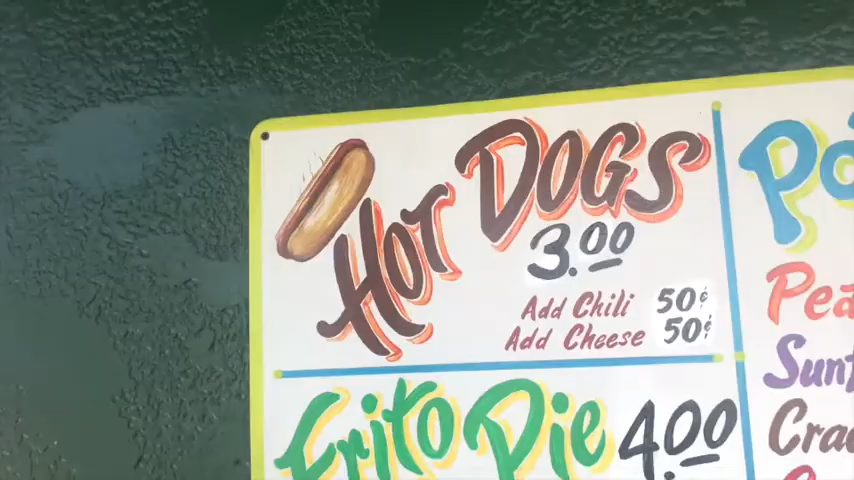 HOT DOGS
3.00
Add Chili 50¢
Add Cheese 50¢
Frito Pie 4.00